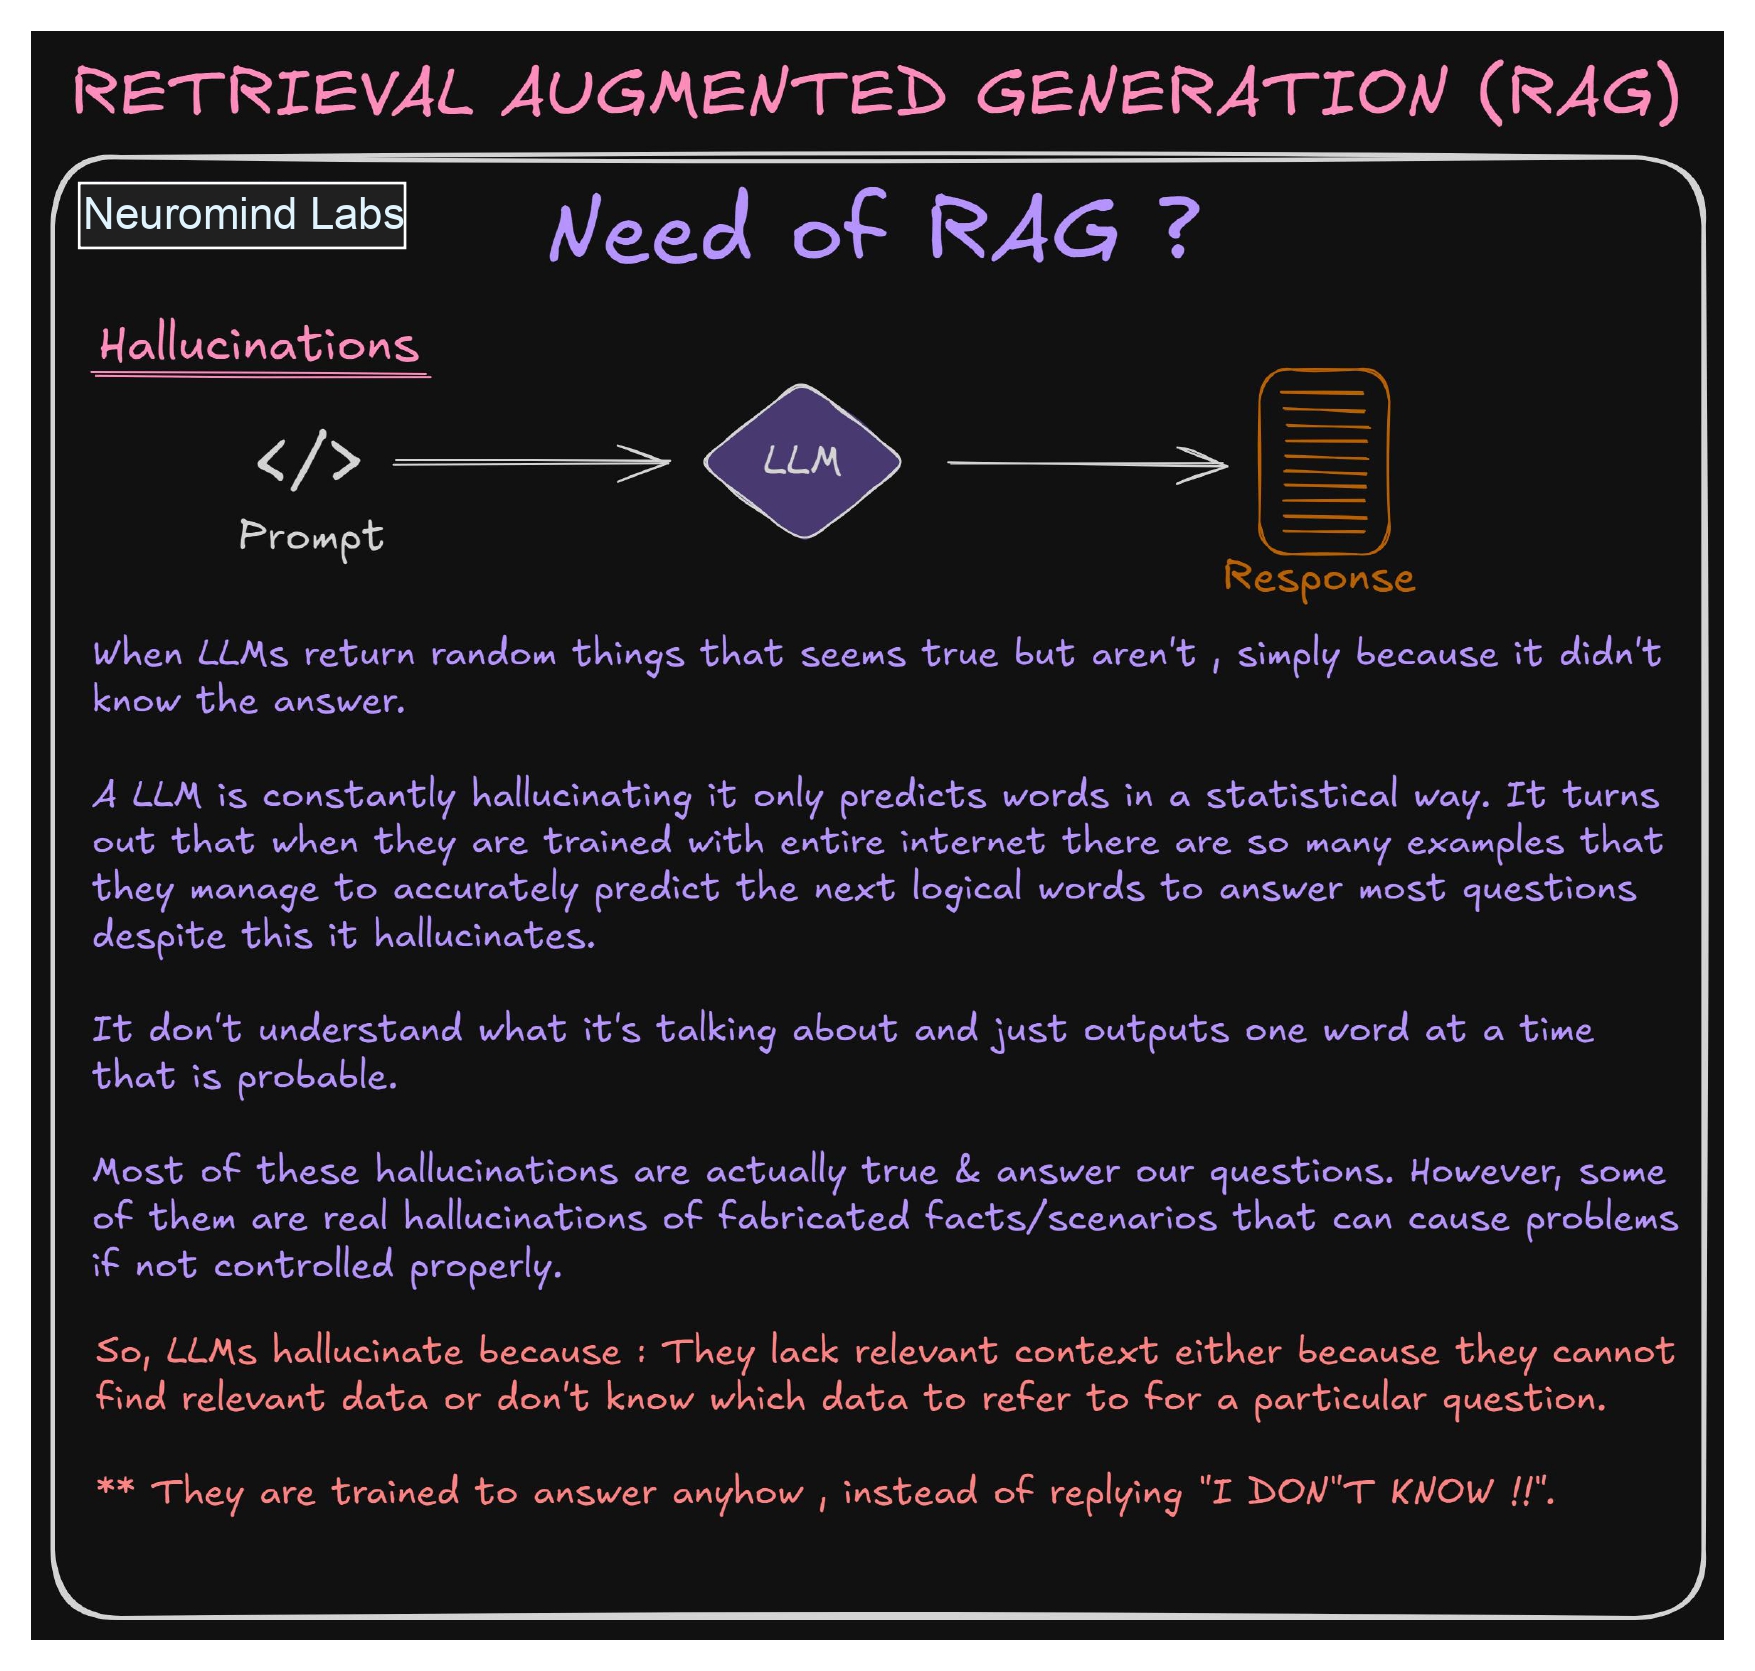 RETRIEVAL AUGMENTED GENERATION (RAG)
Neuromind Labs
Need of RAG ?
Hallucinations
</>
LLM
Prompt
Response
When LLMs return random things that seems true but aren't , simply because it didn't
know the answer.
A LLM is constantly hallucinating it only predicts words in a statistical way. It turns
out that when they are trained with entire internet there are so many examples that
they manage to accurately predict the next logical words to answer most questions
despite this it hallucinates.
It don't understand what it's talking about and just outputs one word at a time
that is probable.
Most of these hallucinations are actually true & answer our questions. However, some
of them are real hallucinations of fabricated facts/scenarios that can cause problems
if not controlled properly.
So, LLMs hallucinate because : They lack relevant context either because they cannot
find relevant data or don't know which data to refer to for a particular question.
** They are trained to answer anyhow , instead of replying "I DON"T KNOW !!".